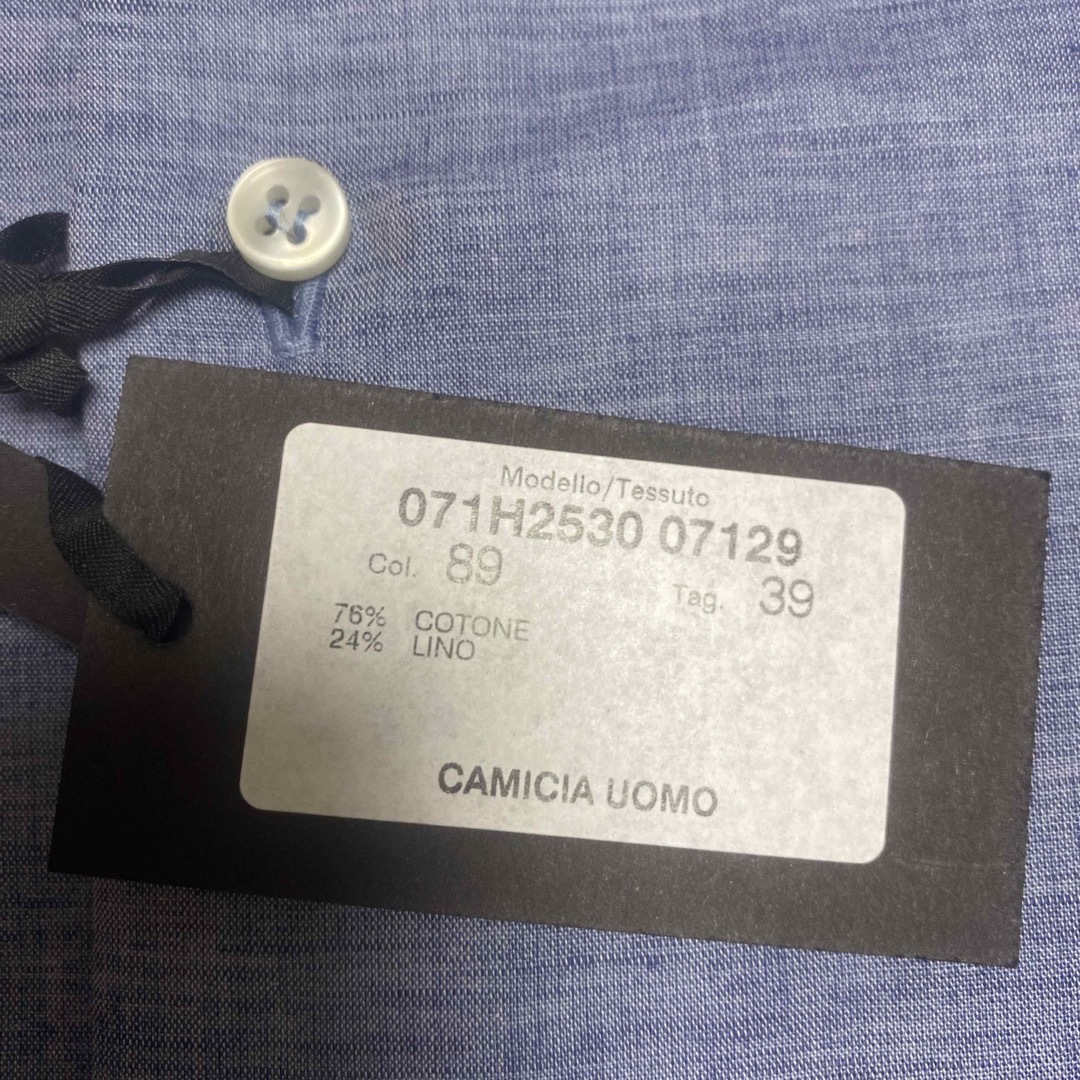 Modello/Tessuto
071H2530 07129
Col. 89 Tag. 39
76% COTONE
24% LINO
CAMICIA UOMO